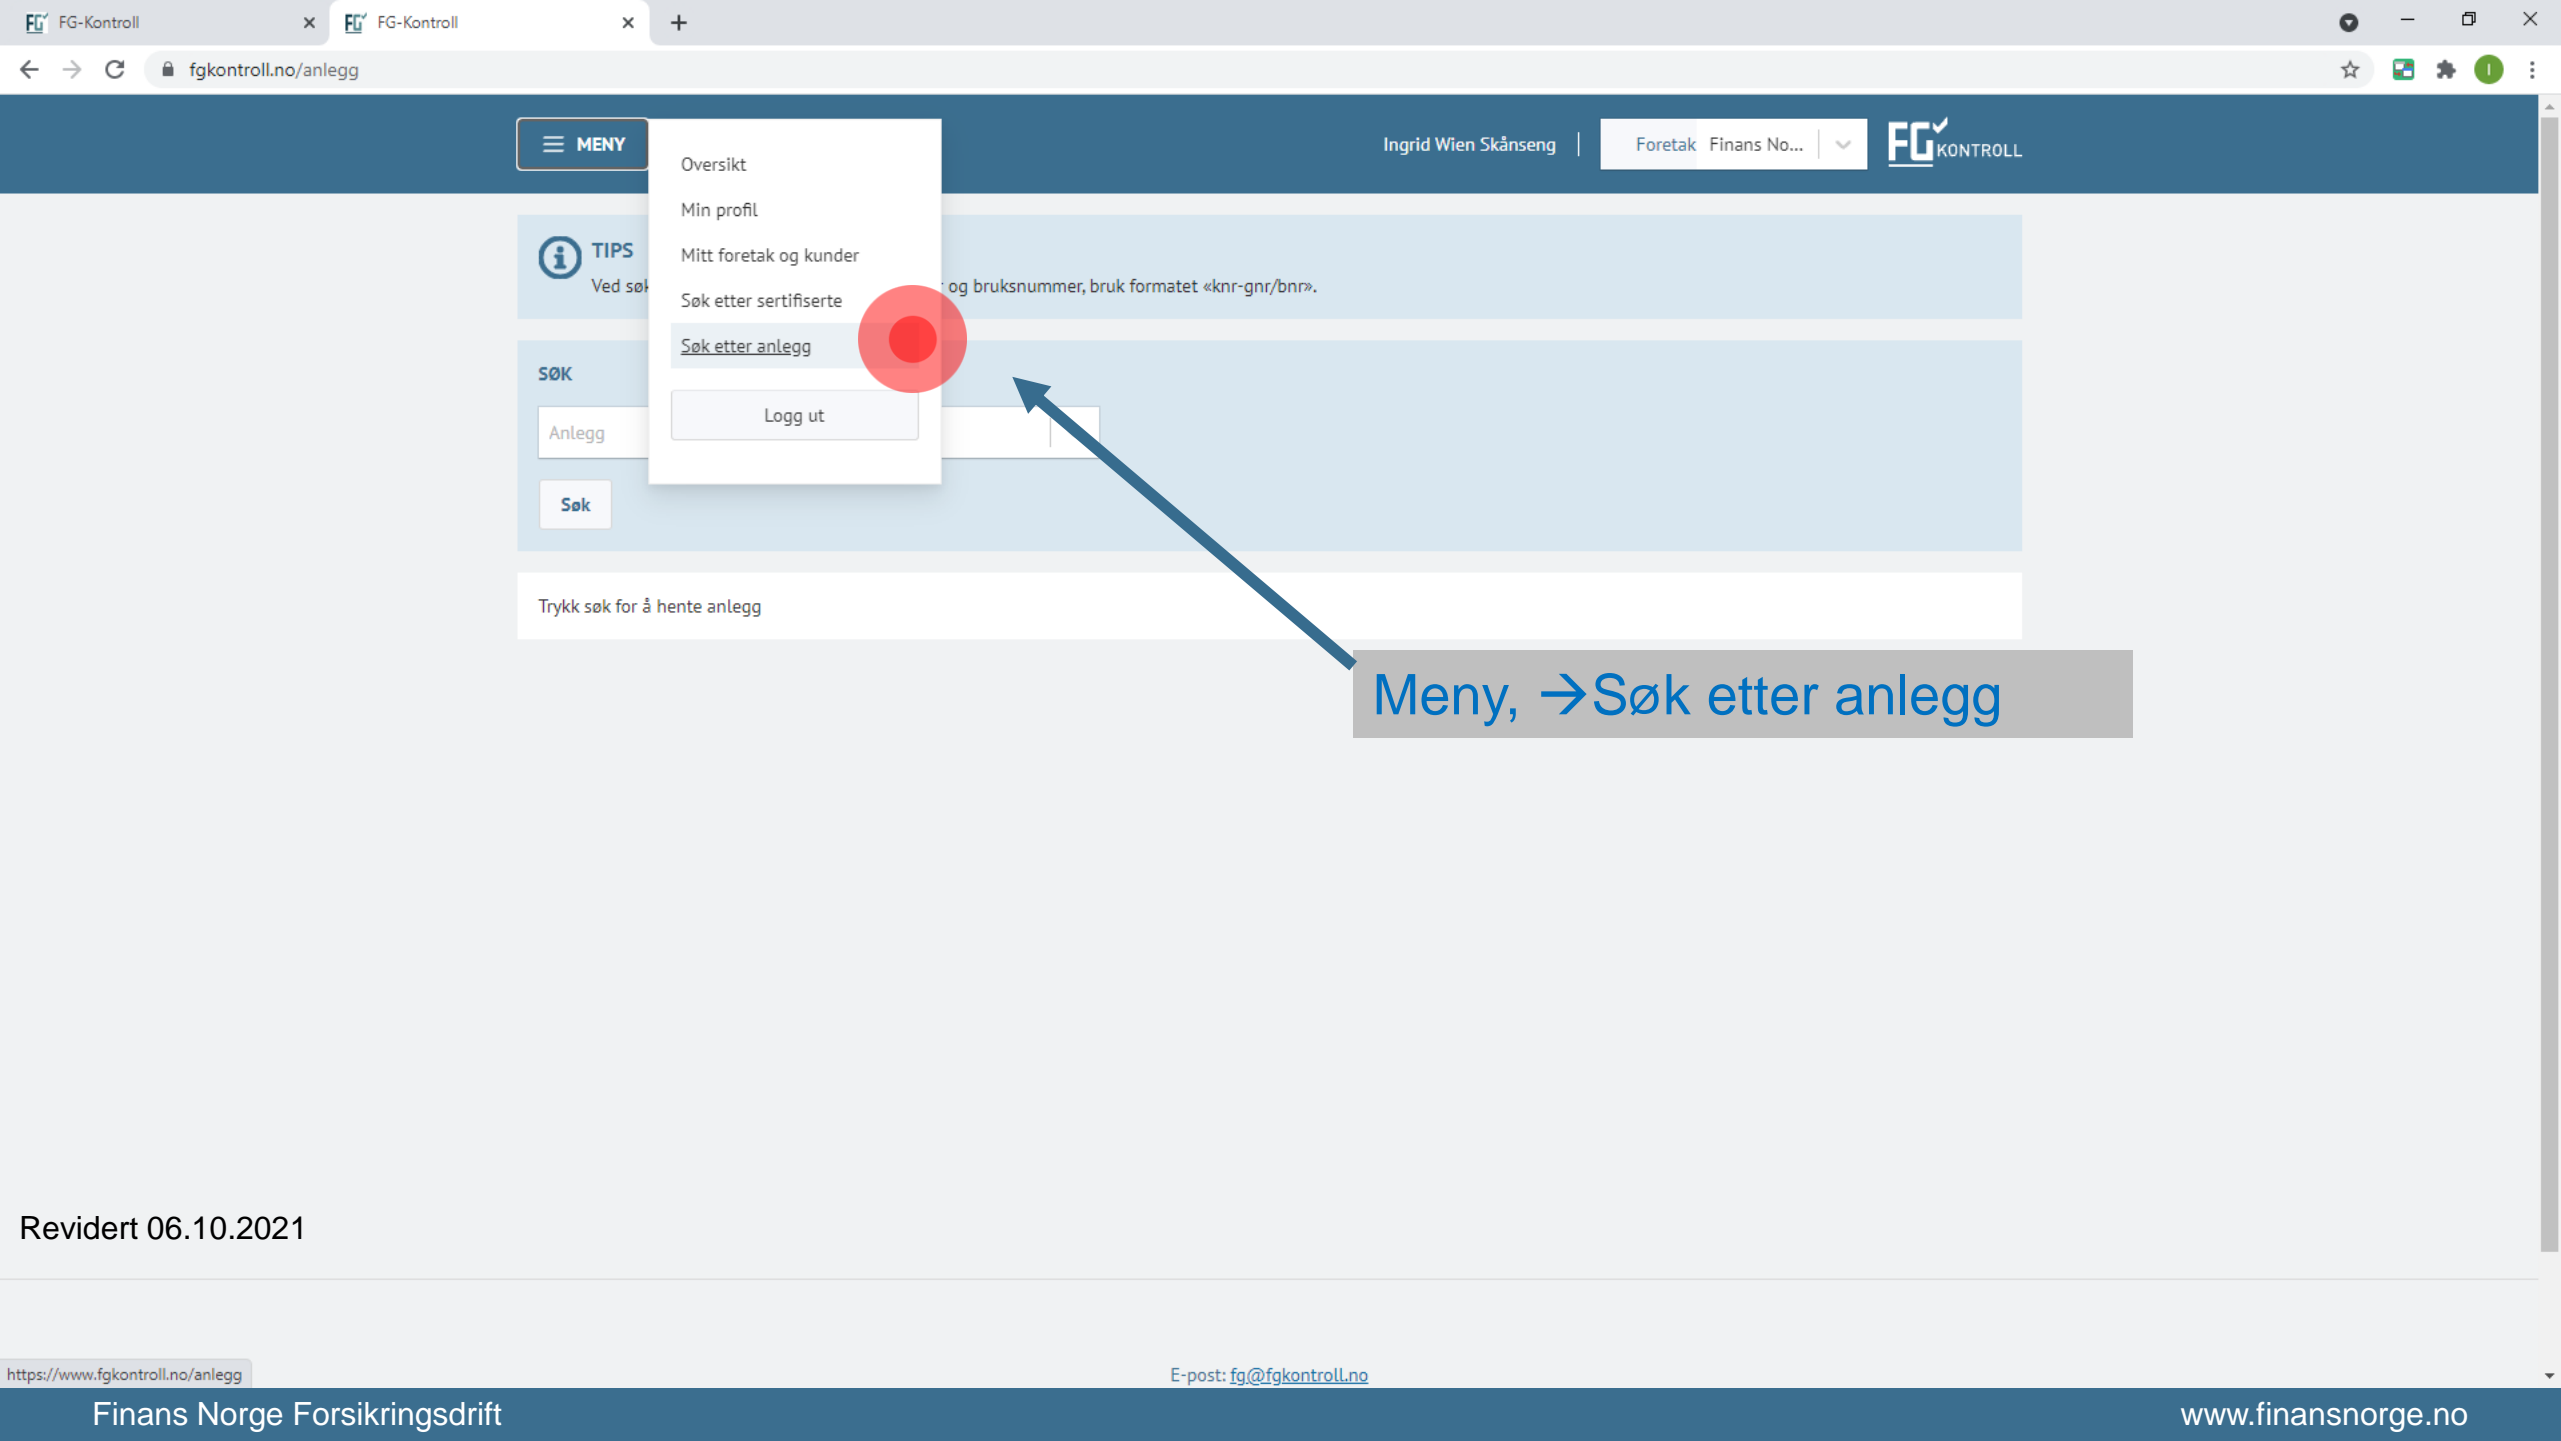 FG FG-Kontroll
FG FG-Kontroll
fgkontroll.no/anlegg
I
MENY
Ingrid Wien Skånseng
Foretak Finans No...
FG KONTROLL
Oversikt
Min profil
Mitt foretak og kunder
Søk etter sertifiserte
Søk etter anlegg
Logg ut
TIPS
Ved søk og bruksnummer, bruk formatet «knr-gnr/bnr».
SØK
Anlegg
Søk
Trykk søk for å hente anlegg
Meny, →Søk etter anlegg
Revidert 06.10.2021
https://www.fgkontroll.no/anlegg
E-post: fg@fgkontroll.no
Finans Norge Forsikringsdrift
www.finansnorge.no